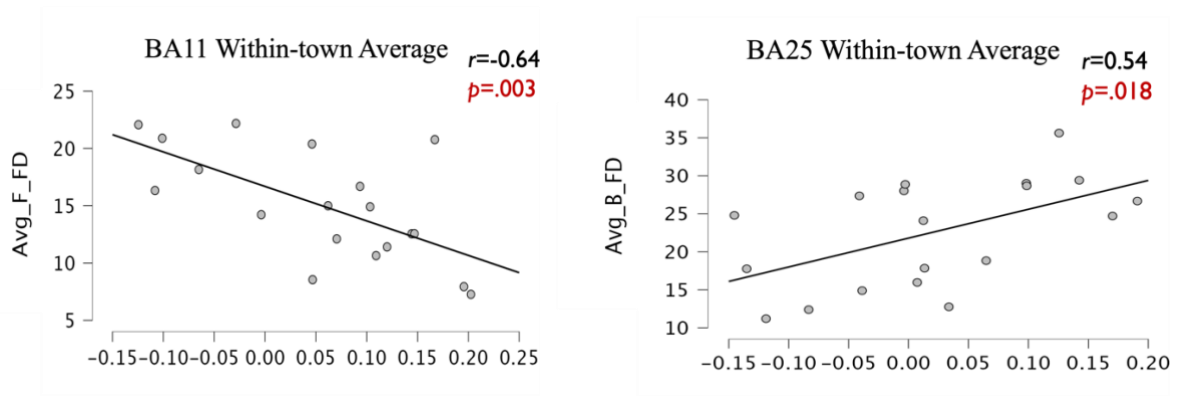 BA11 Within-town Average
r=-0.64
p=.003
Avg_F_FD
25
20
15
10
5
-0.15 -0.10 -0.05 0.00 0.05 0.10 0.15 0.20 0.25
BA25 Within-town Average
r=0.54
p=.018
Avg_B_FD
40
35
30
25
20
15
10
-0.15 -0.10 -0.05 0.00 0.05 0.10 0.15 0.20